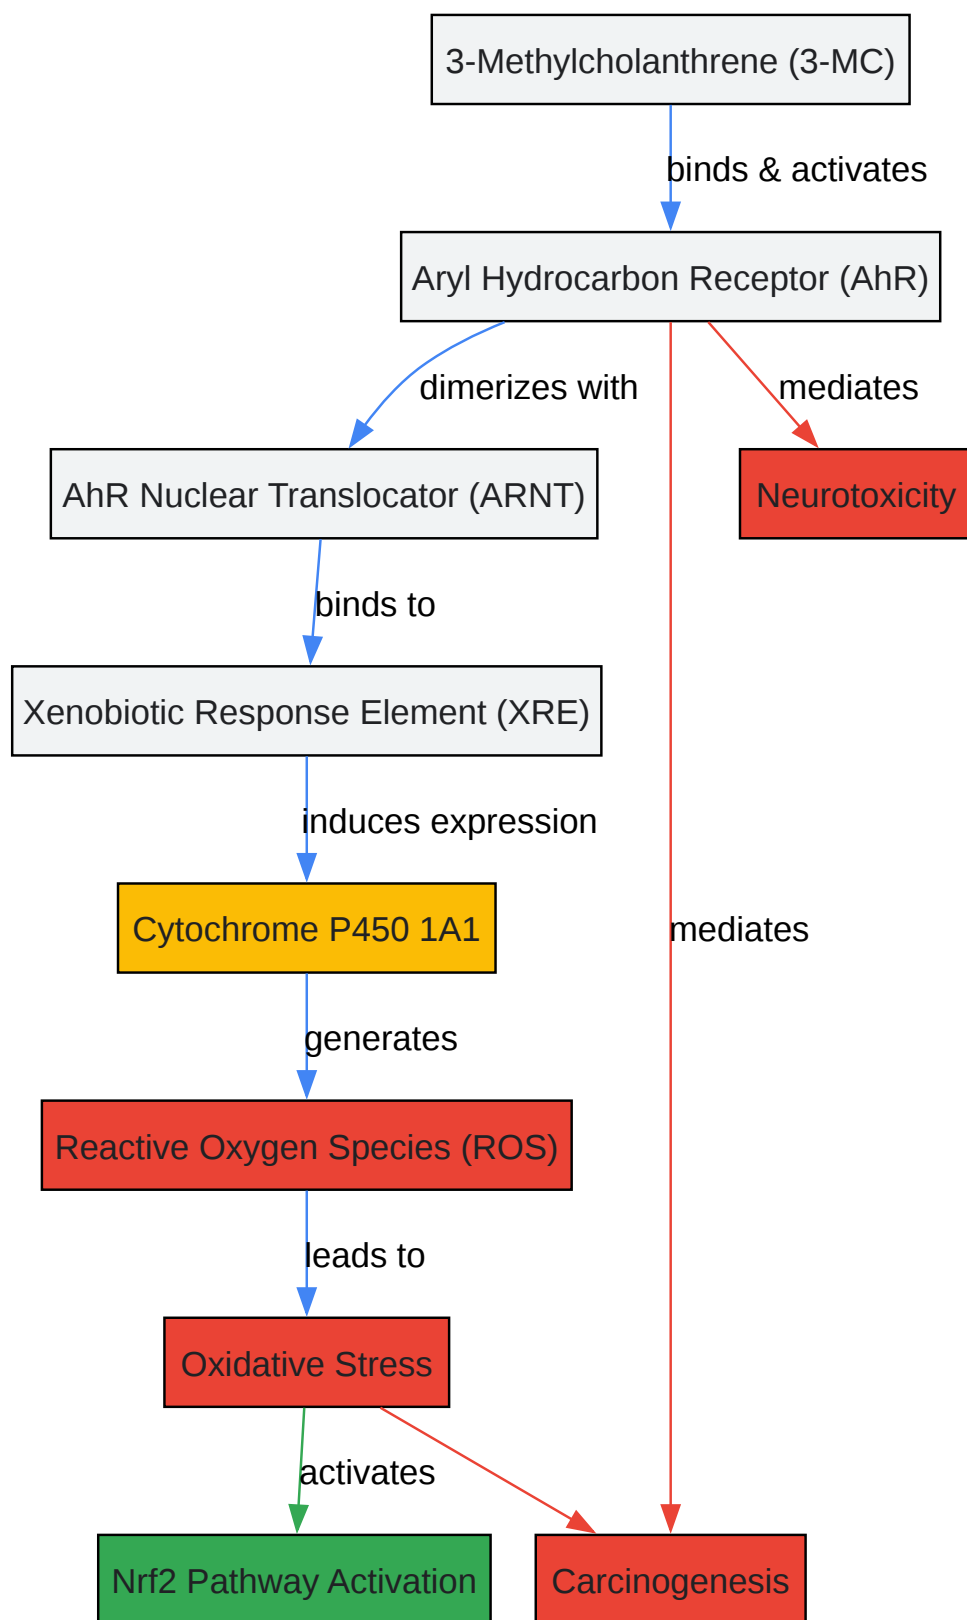 3-Methylcholanthrene (3-MC)
binds & activates
Aryl Hydrocarbon Receptor (AhR)
dimerizes with
mediates
AhR Nuclear Translocator (ARNT)
Neurotoxicity
binds to
Xenobiotic Response Element (XRE)
induces expression
Cytochrome P450 1A1
mediates
generates
Reactive Oxygen Species (ROS)
leads to
Oxidative Stress
activates
Nrf2 Pathway Activation
Carcinogenesis